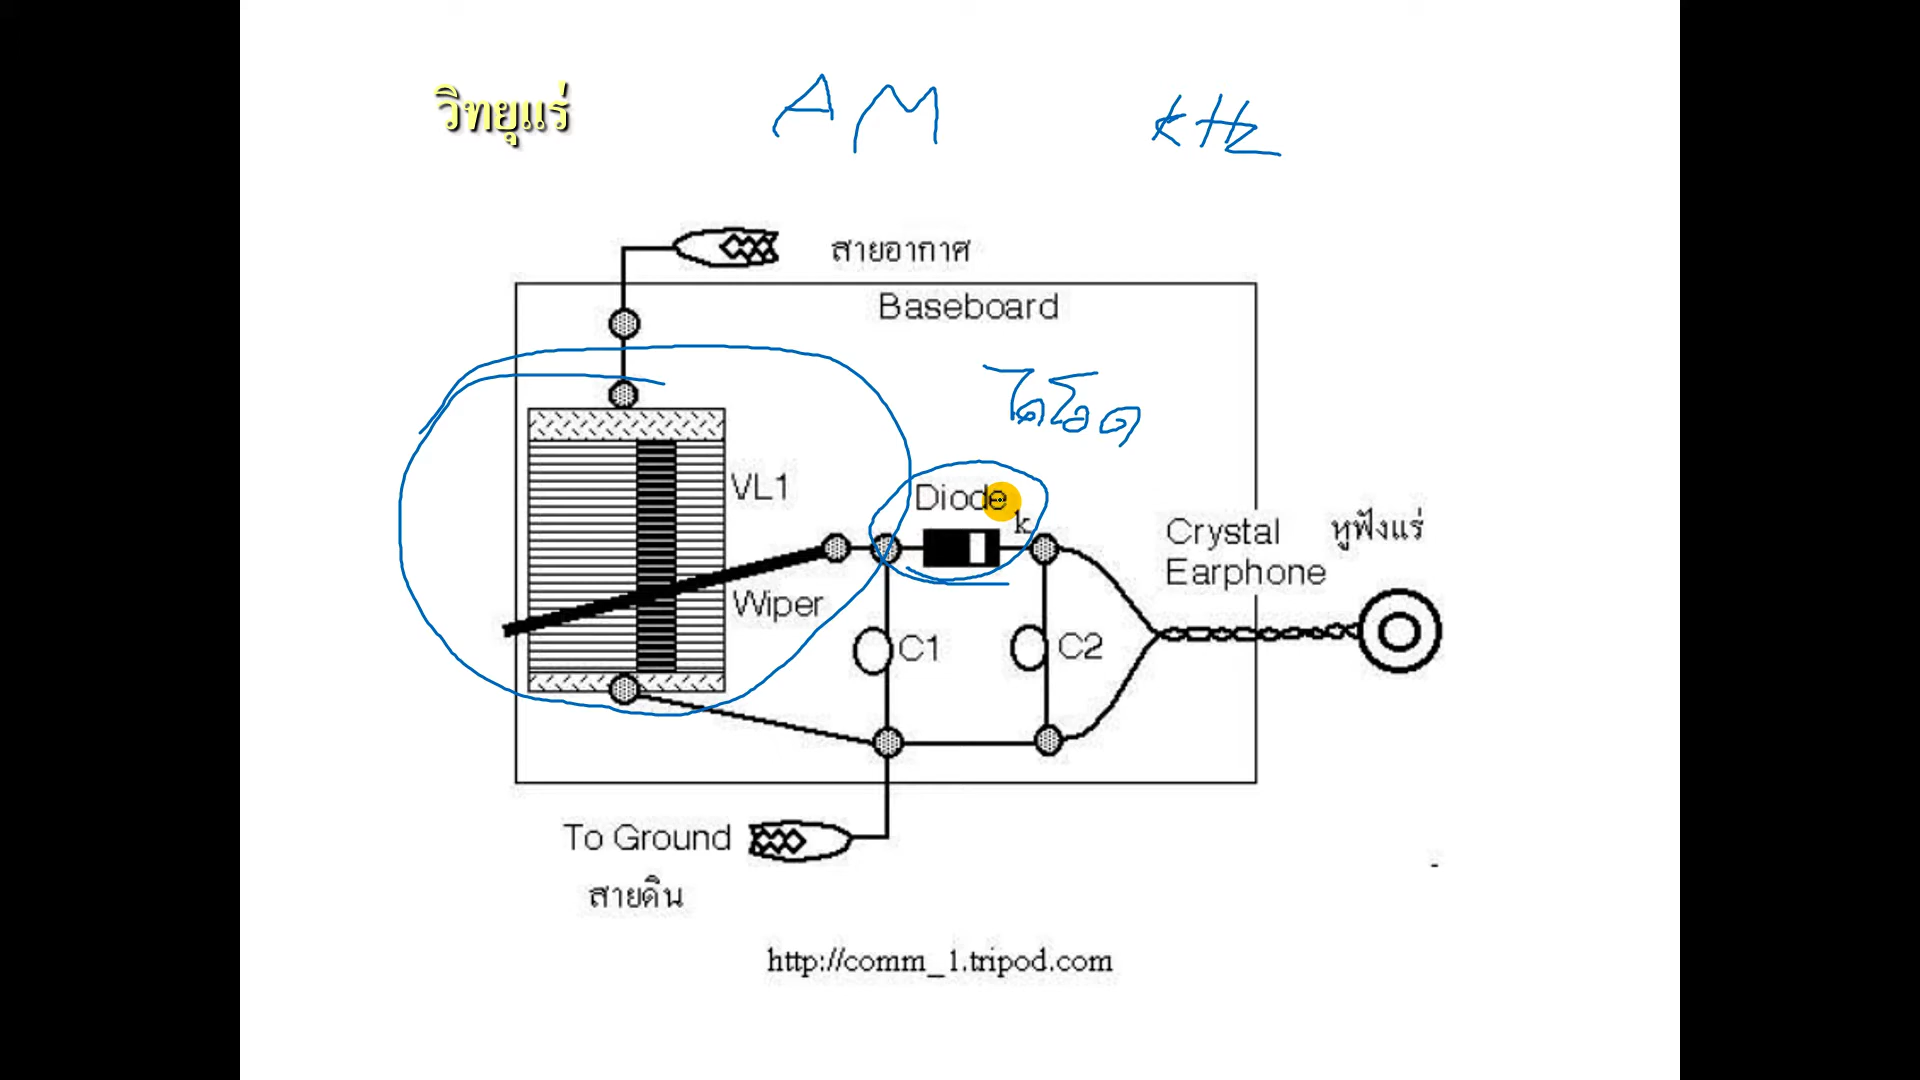 วิทยุแร่ AM kHz
สายอากาศ
Baseboard
ไดโอด
VL1
Diode
k
Crystal
Earphone
หูฟังแร่
Wiper
C1
C2
To Ground
สายดิน
http://comm_1.tripod.com